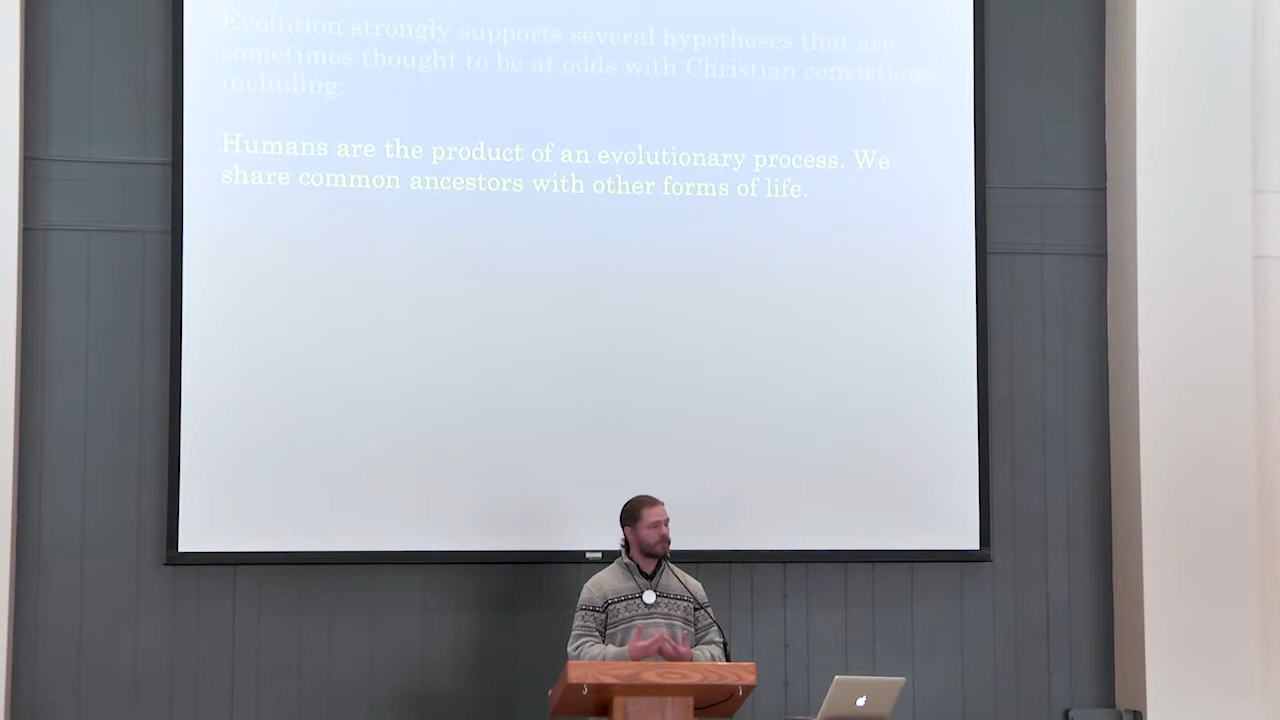 Evolution strongly supports several hypotheses that are
sometimes thought to be at odds with Christian convictions
including:
Humans are the product of an evolutionary process. We
share common ancestors with other forms of life.